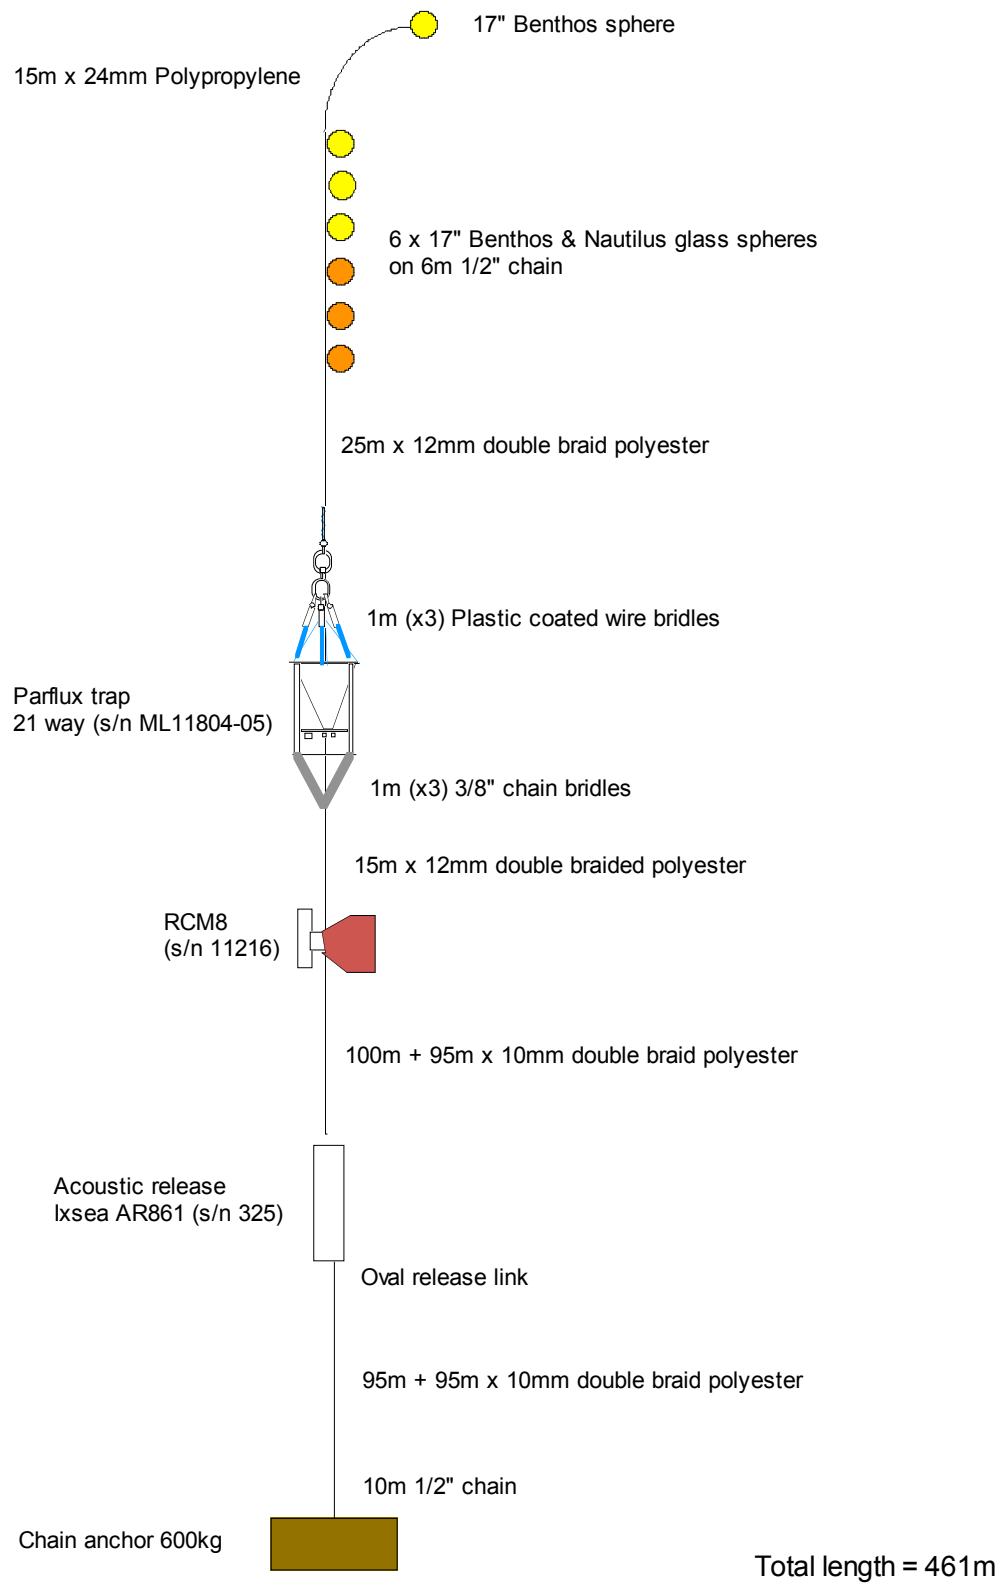 17" Benthos sphere
15m x 24mm Polypropylene
6 x 17" Benthos & Nautilus glass spheres
on 6m 1/2" chain
25m x 12mm double braid polyester
1m (x3) Plastic coated wire bridles
Parflux trap
21 way (s/n ML11804-05)
1m (x3) 3/8" chain bridles
15m x 12mm double braided polyester
RCM8
(s/n 11216)
100m + 95m x 10mm double braid polyester
Acoustic release
Ixsea AR861 (s/n 325)
Oval release link
95m + 95m x 10mm double braid polyester
10m 1/2" chain
Chain anchor 600kg
Total length = 461m